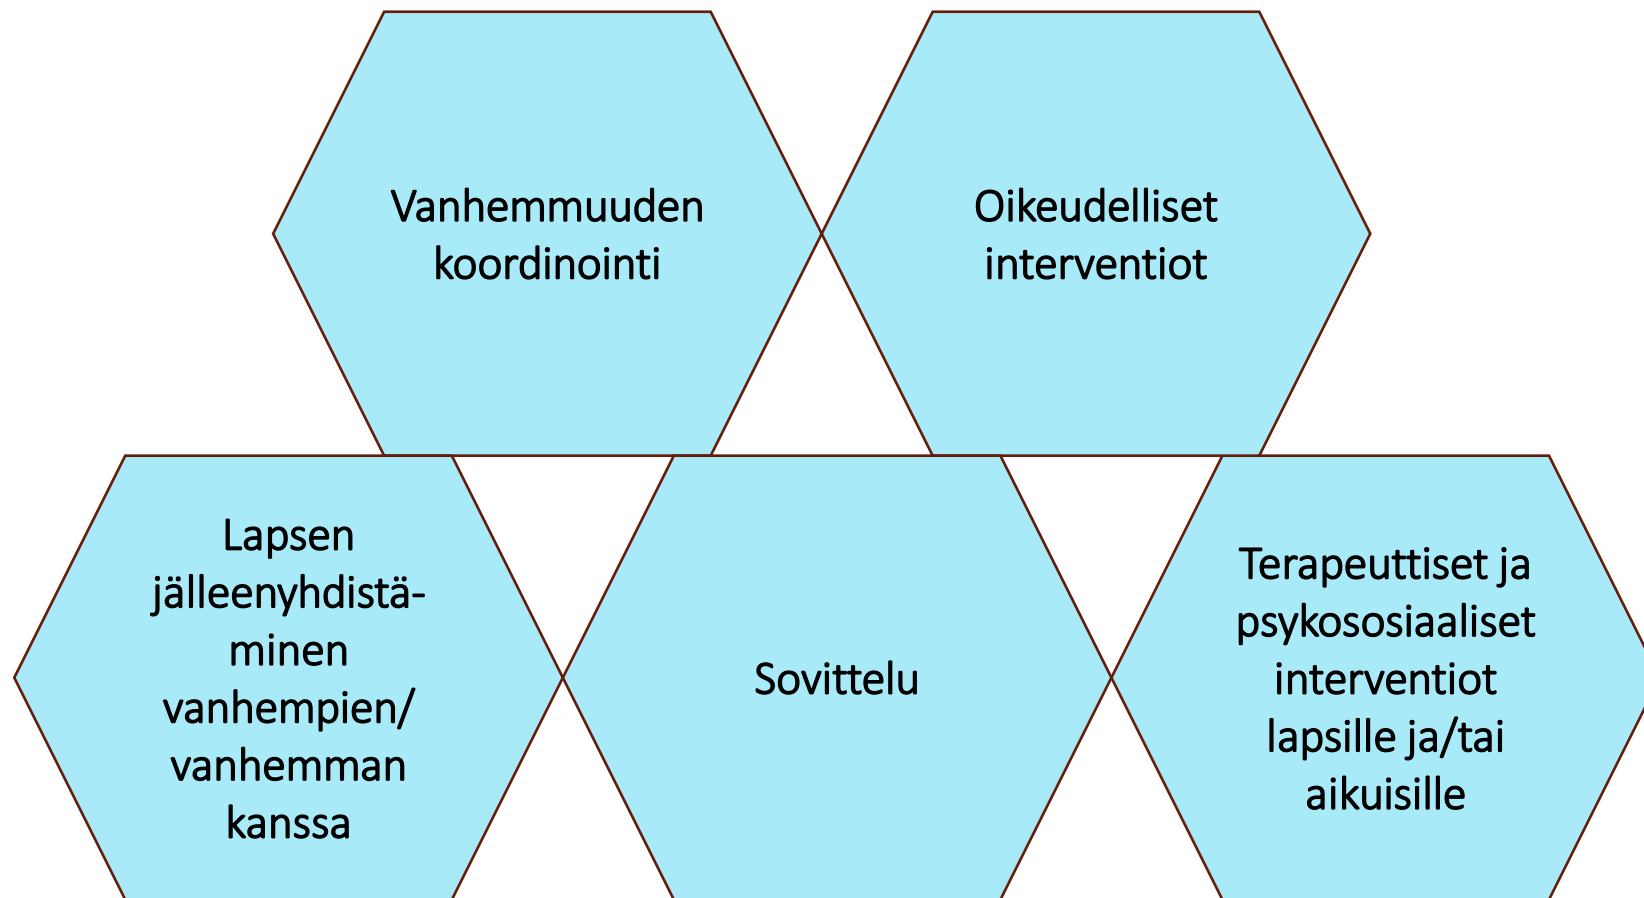 Vanhemmuuden
koordinointi
Oikeudelliset
interventiot
Lapsen
jälleenyhdistä-
minen
vanhempien/
vanhemman
kanssa
Sovittelu
Terapeuttiset ja
psykososiaaliset
interventiot
lapsille ja/tai
aikuisille